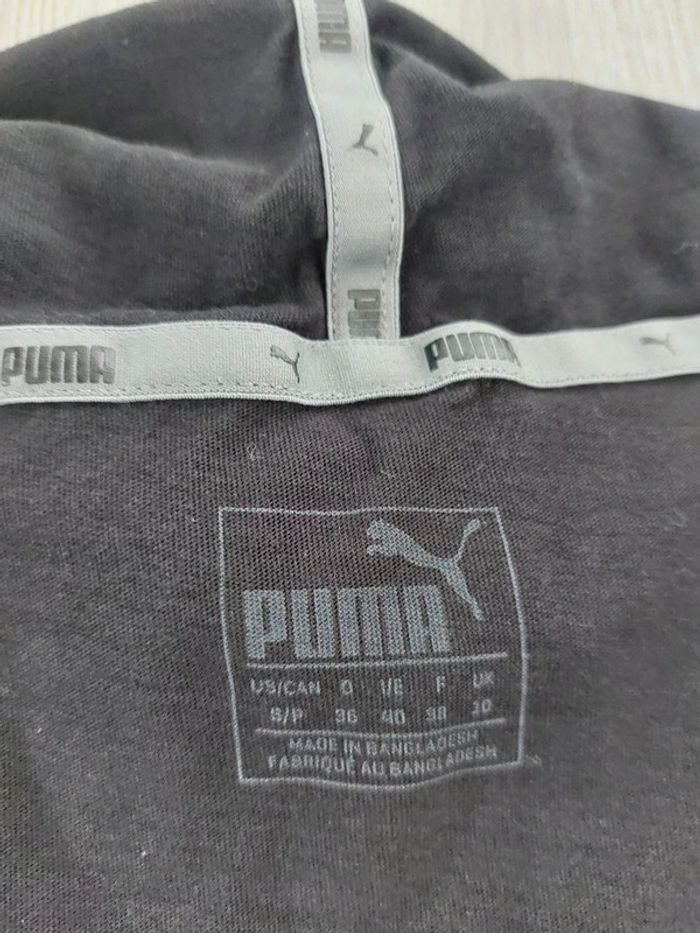 PUMA
PUMA
PUMA
PUMA
PUMA
US/CAN D I/E F UK
S/P 36 40 38 10
MADE IN BANGLADESH
FABRIQUÉ AU BANGLADESH